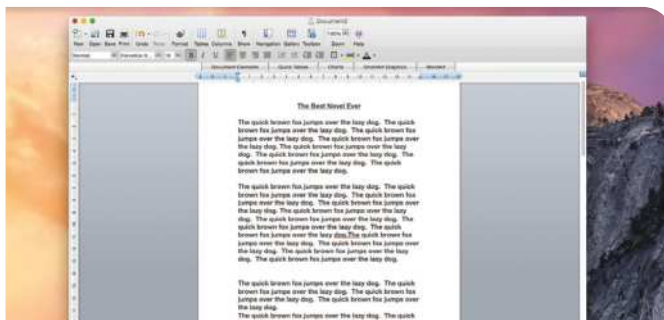 Document2
New Open Save Print Undo Redo Format Tables Columns Show Navigation Gallery Toolbox Zoom Help
Normal
Document Elements Quick Tables Charts SmartArt Graphics WordArt
The Best Novel Ever
The quick brown fox jumps over the lazy dog. The quick
brown fox jumps over the lazy dog. The quick brown fox
jumps over the lazy dog. The quick brown fox jumps over
the lazy dog. The quick brown fox jumps over the lazy
dog. The quick brown fox jumps over the lazy dog. The
quick brown fox jumps over the lazy dog. The quick
brown fox jumps over the lazy dog.
The quick brown fox jumps over the lazy dog. The quick
brown fox jumps over the lazy dog. The quick brown fox
jumps over the lazy dog. The quick brown fox jumps over
the lazy dog. The quick brown fox jumps over the lazy
dog. The quick brown fox jumps over the lazy dog. The
quick brown fox jumps over the lazy dog. The quick
brown fox jumps over the lazy dog.The quick brown fox
jumps over the lazy dog. The quick brown fox jumps over
the lazy dog. The quick brown fox jumps over the lazy
dog. The quick brown fox jumps over the lazy dog.
The quick brown fox jumps over the lazy dog. The quick
brown fox jumps over the lazy dog. The quick brown fox
jumps over the lazy dog. The quick brown fox jumps over
the lazy dog.
The quick brown fox jumps over the lazy dog. The quick